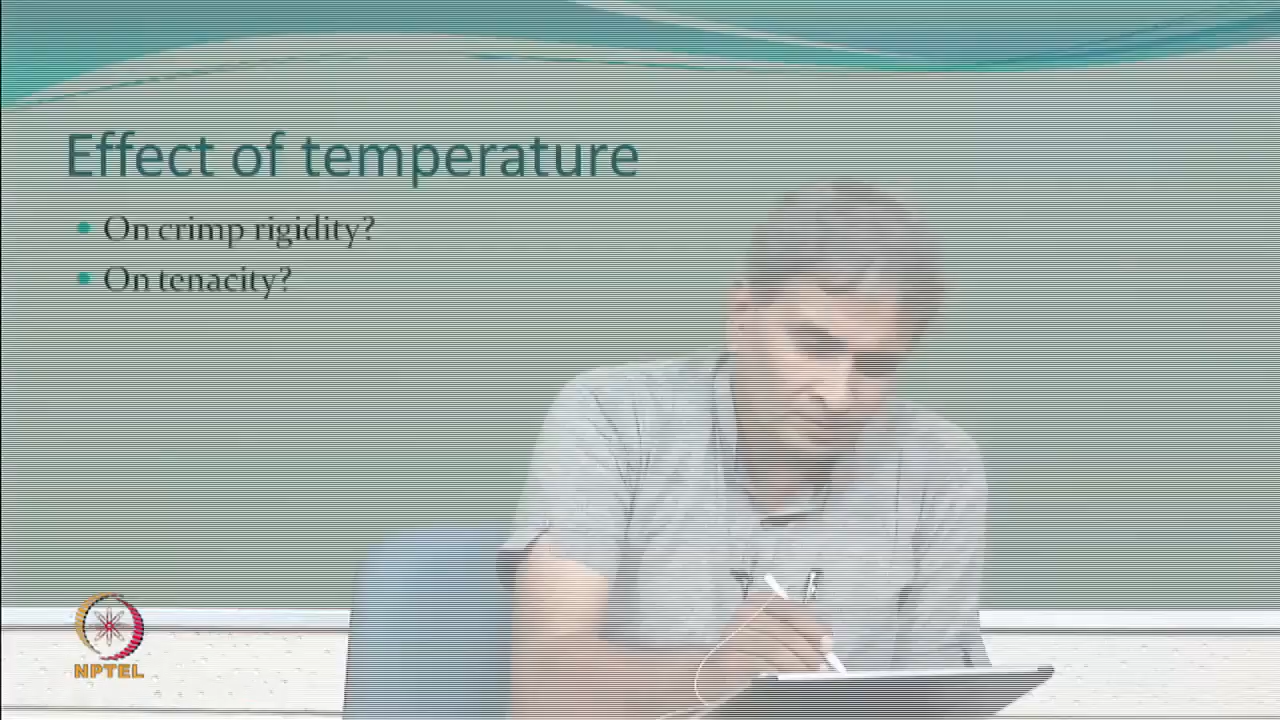 Effect of temperature
On crimp rigidity?
On tenacity?
NPTEL